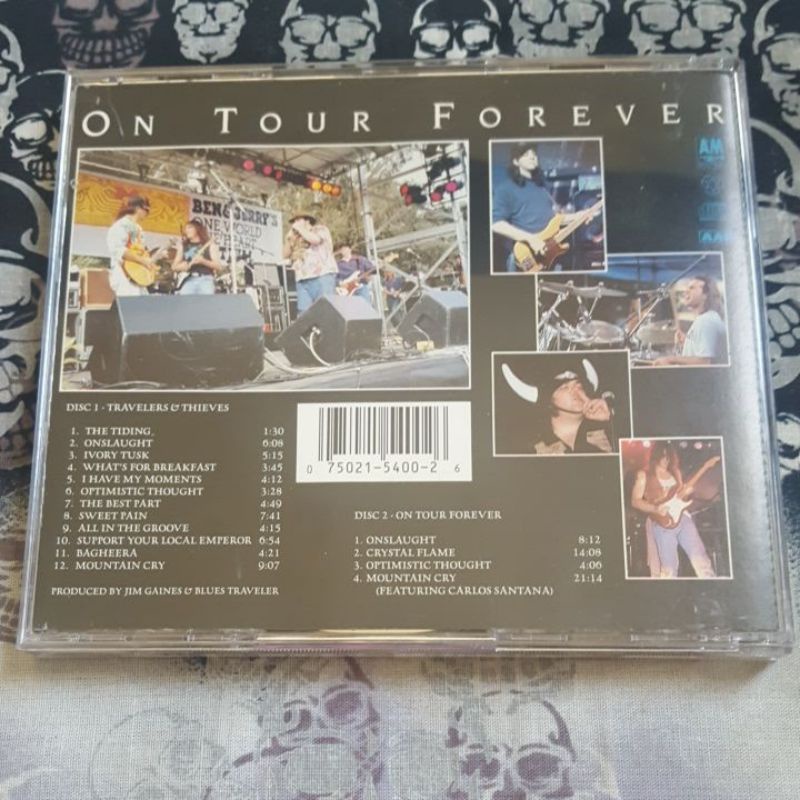 ON TOUR FOREVER
A&M
BEN & JERRY'S
ONE WORLD
HEART
DISC 1 · TRAVELERS & THIEVES
1. THE TIDING 1:30
2. ONSLAUGHT 6:08
3. IVORY TUSK 5:15
4. WHAT'S FOR BREAKFAST 3:45
5. I HAVE MY MOMENTS 4:12
6. OPTIMISTIC THOUGHT 3:28
7. THE BEST PART 4:49
8. SWEET PAIN 7:41
9. ALL IN THE GROOVE 4:15
10. SUPPORT YOUR LOCAL EMPEROR 6:54
11. BAGHEERA 4:21
12. MOUNTAIN CRY 9:07
PRODUCED BY JIM GAINES & BLUES TRAVELER
0 75021-5400-2 6
DISC 2 · ON TOUR FOREVER
1. ONSLAUGHT 8:12
2. CRYSTAL FLAME 14:08
3. OPTIMISTIC THOUGHT 4:06
4. MOUNTAIN CRY 21:14
(FEATURING CARLOS SANTANA)